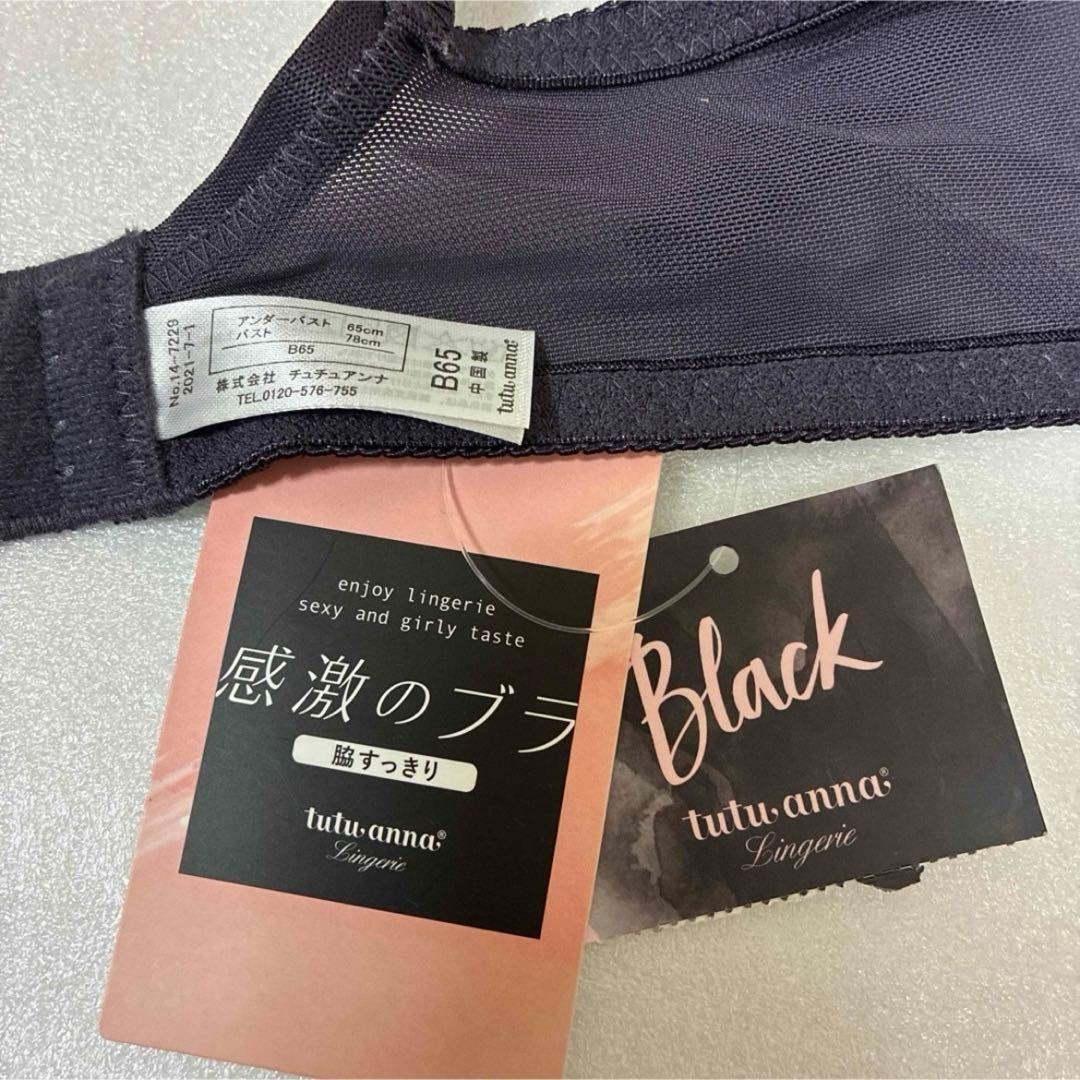 No.14-7229
2021-7-1
アンダーバスト 65cm
バスト 78cm
B65
株式会社 チュチュアンナ
TEL.0120-576-755
B65
中国製
tutu anna®
enjoy lingerie
sexy and girly taste
感激のブラ
脇すっきり
tutu anna®
Lingerie
Black
tutu anna®
Lingerie